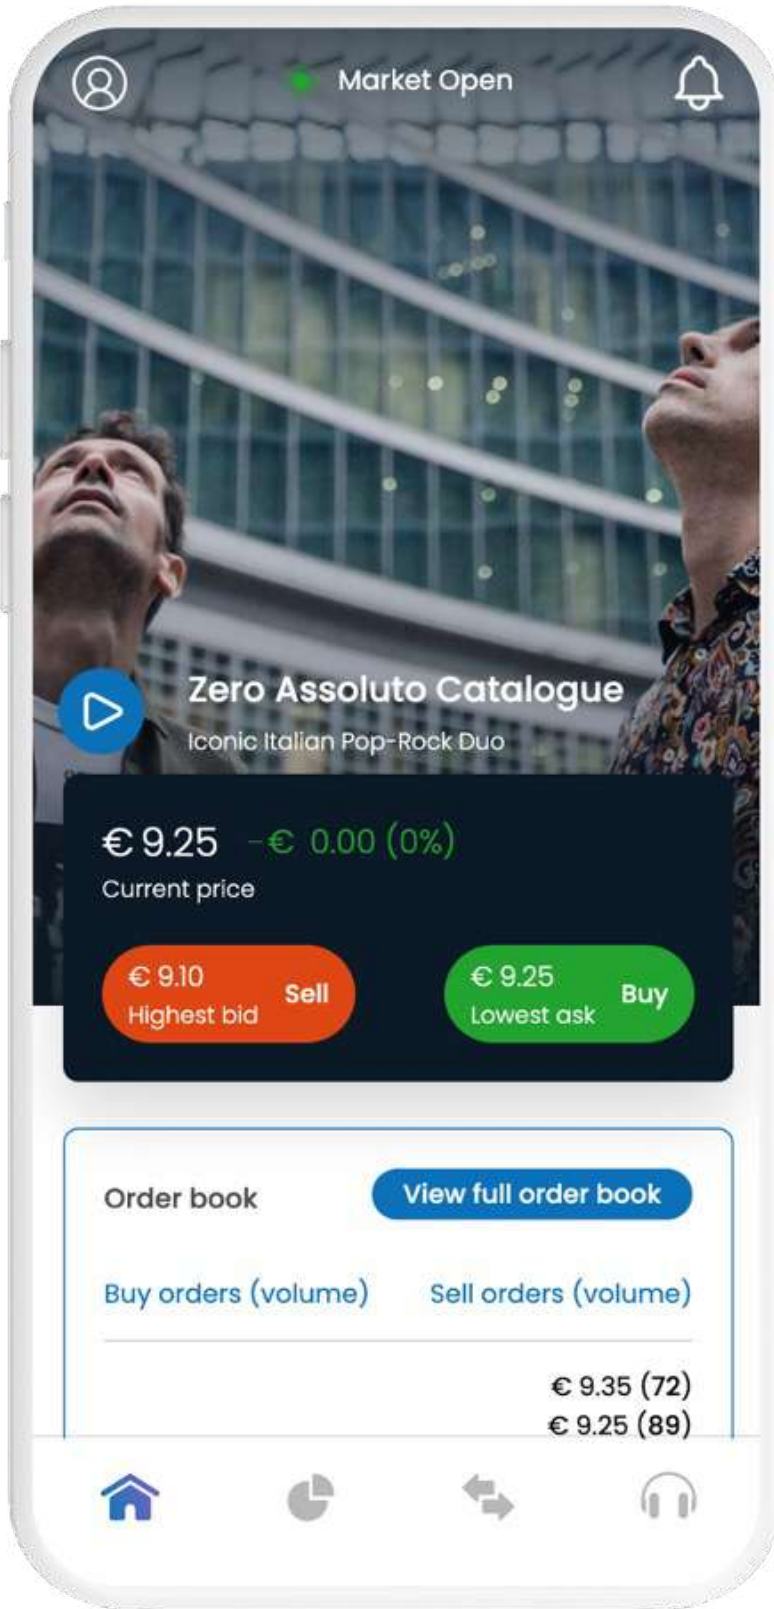 Market Open
Zero Assoluto Catalogue
Iconic Italian Pop-Rock Duo
€ 9.25 -€ 0.00 (0%)
Current price
€ 9.10
Highest bid
Sell
€ 9.25
Lowest ask
Buy
Order book
View full order book
Buy orders (volume) Sell orders (volume)
€ 9.35 (72)
€ 9.25 (89)